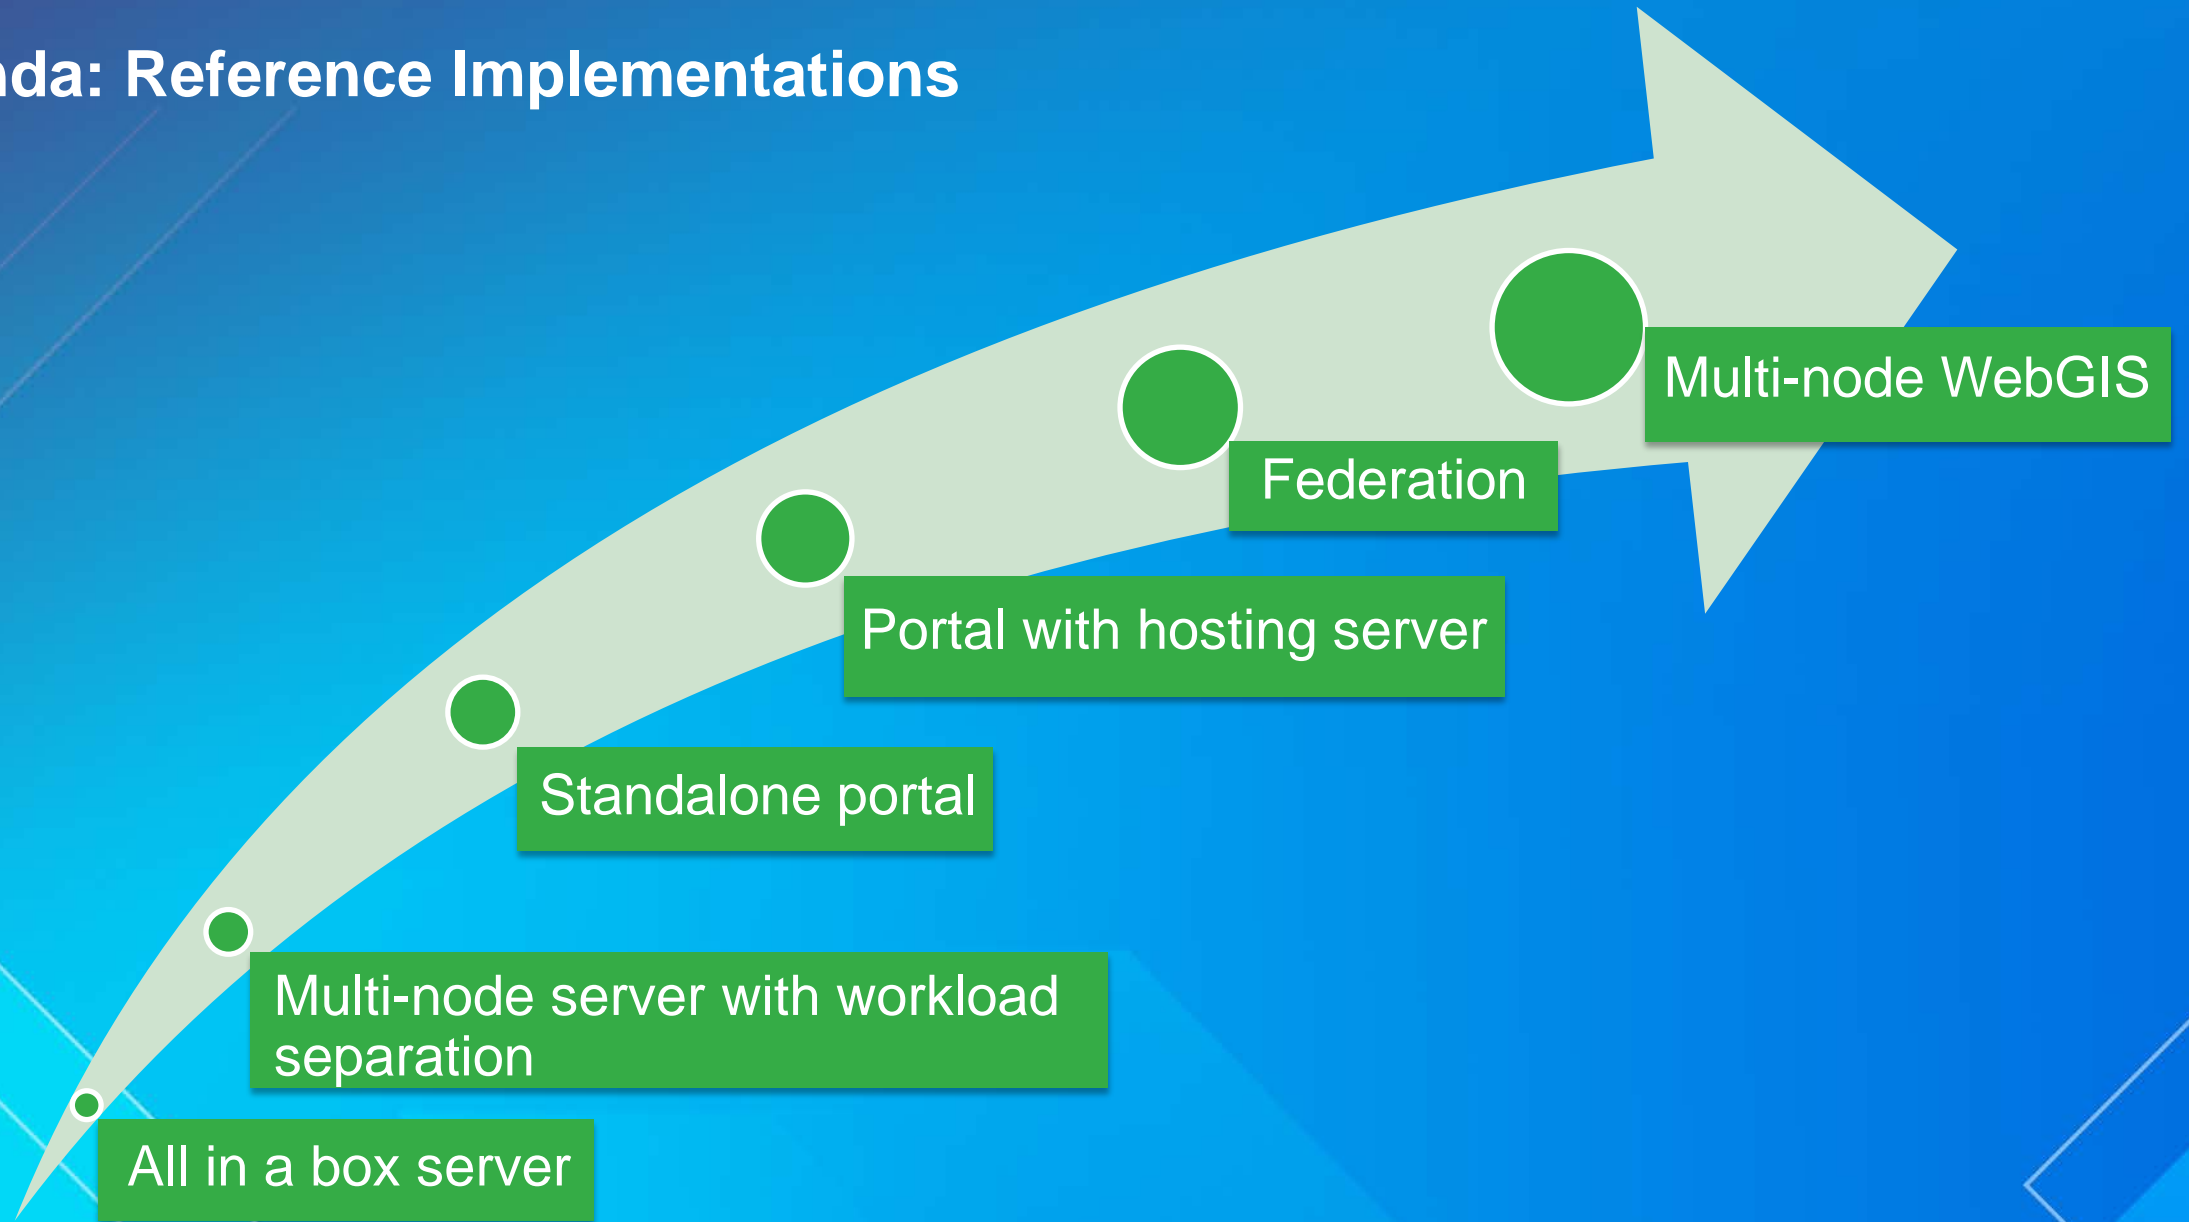 nda: Reference Implementations
Multi-node WebGIS
Federation
Portal with hosting server
Standalone portal
Multi-node server with workload
separation
All in a box server